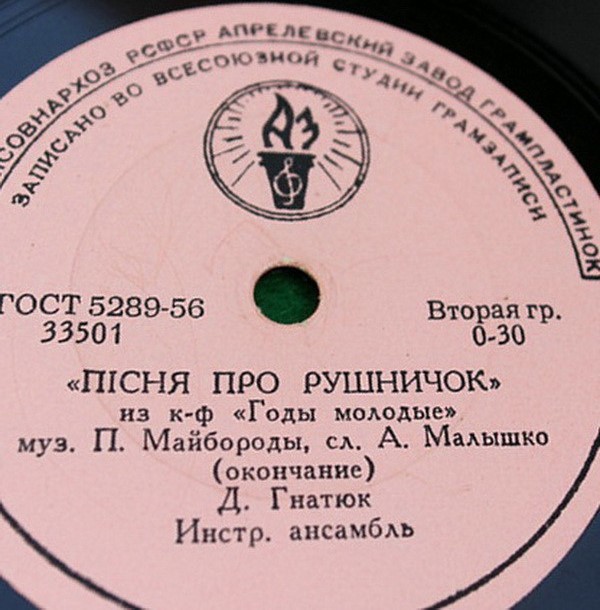 СОВНАРХОЗ РСФСР АПРЕЛЕВСКИЙ ЗАВОД ГРАМПЛАСТИНОК
ЗАПИСАНО ВО ВСЕСОЮЗНОЙ СТУДИИ ГРАМЗАПИСИ
АЗ
ГОСТ 5289-56
33501
Вторая гр.
0-30
«ПІСНЯ ПРО РУШНИЧОК»
из к-ф «Годы молодые»
муз. П. Майбороды, сл. А. Малышко
(окончание)
Д. Гнатюк
Инстр. ансамбль